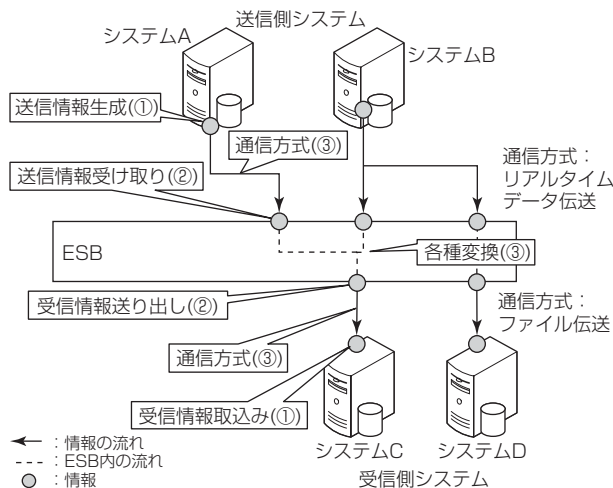 送信側システム
システムA
システムB
送信情報生成(①)
通信方式(③)
送信情報受け取り(②)
通信方式：
リアルタイム
データ伝送
ESB
各種変換(③)
受信情報送り出し(②)
通信方式：
ファイル伝送
通信方式(③)
受信情報取込み(①)
システムC
システムD
受信側システム
：情報の流れ
：ESB内の流れ
：情報